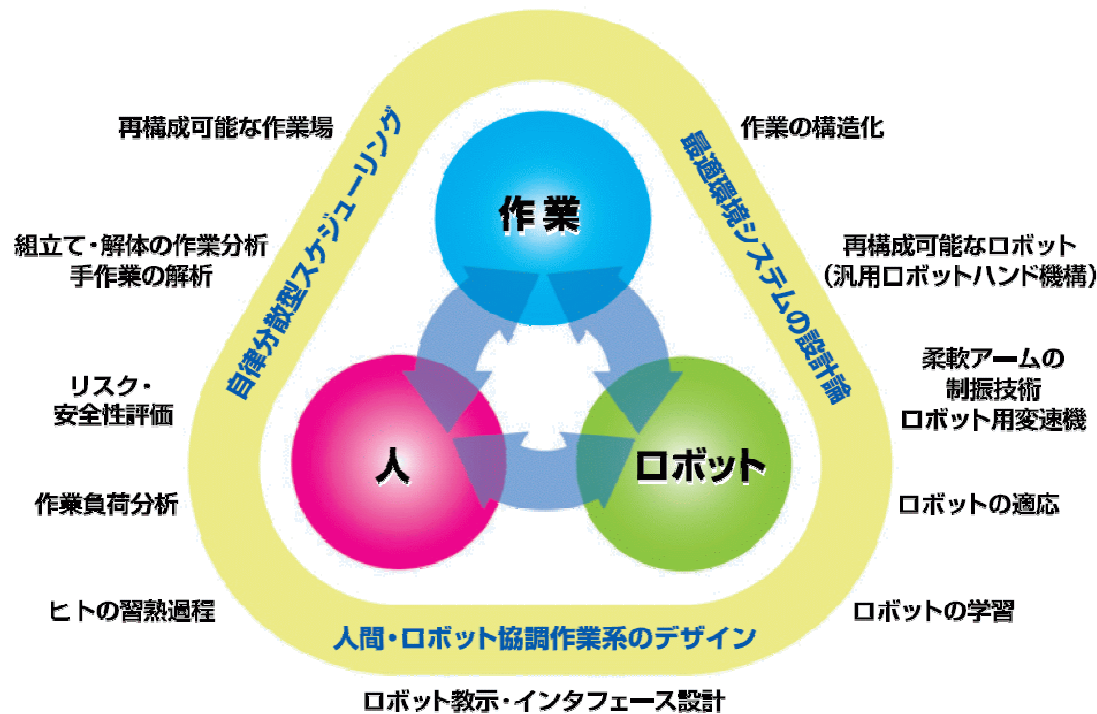 再構成可能な作業場
作業の構造化
自律分散型スケジューリング
最適環境システムの設計論
作業
組立て・解体の作業分析
手作業の解析
再構成可能なロボット
（汎用ロボットハンド機構）
リスク・
安全性評価
柔軟アームの
制振技術
ロボット用変速機
人
ロボット
作業負荷分析
ロボットの適応
ヒトの習熟過程
ロボットの学習
人間・ロボット協調作業系のデザイン
ロボット教示・インタフェース設計